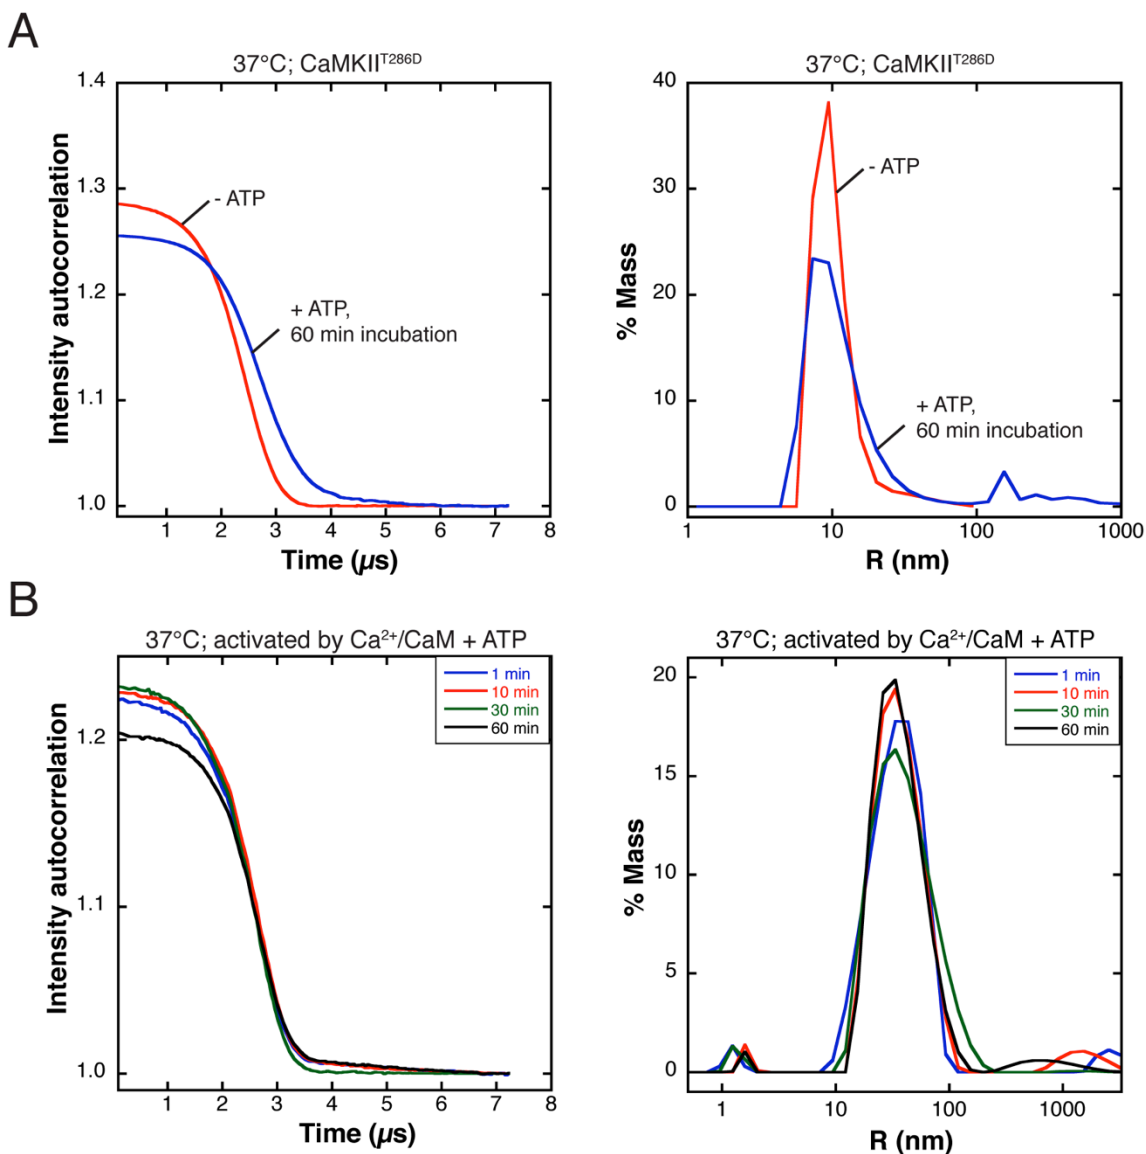 A
37°C; CaMKIIᵀ²⁸⁶ᴰ
1.4
1.3
1.2
1.1
1.0
Intensity autocorrelation
- ATP
+ ATP,
60 min incubation
1 2 3 4 5 6 7 8
Time (µs)
37°C; CaMKIIᵀ²⁸⁶ᴰ
40
30
20
10
0
% Mass
- ATP
+ ATP,
60 min incubation
1 10 100 1000
R (nm)
B
37°C; activated by Ca²⁺/CaM + ATP
1 min
10 min
30 min
60 min
1.2
1.1
1.0
Intensity autocorrelation
1 2 3 4 5 6 7 8
Time (µs)
37°C; activated by Ca²⁺/CaM + ATP
1 min
10 min
30 min
60 min
20
15
10
5
0
% Mass
1 10 100 1000
R (nm)